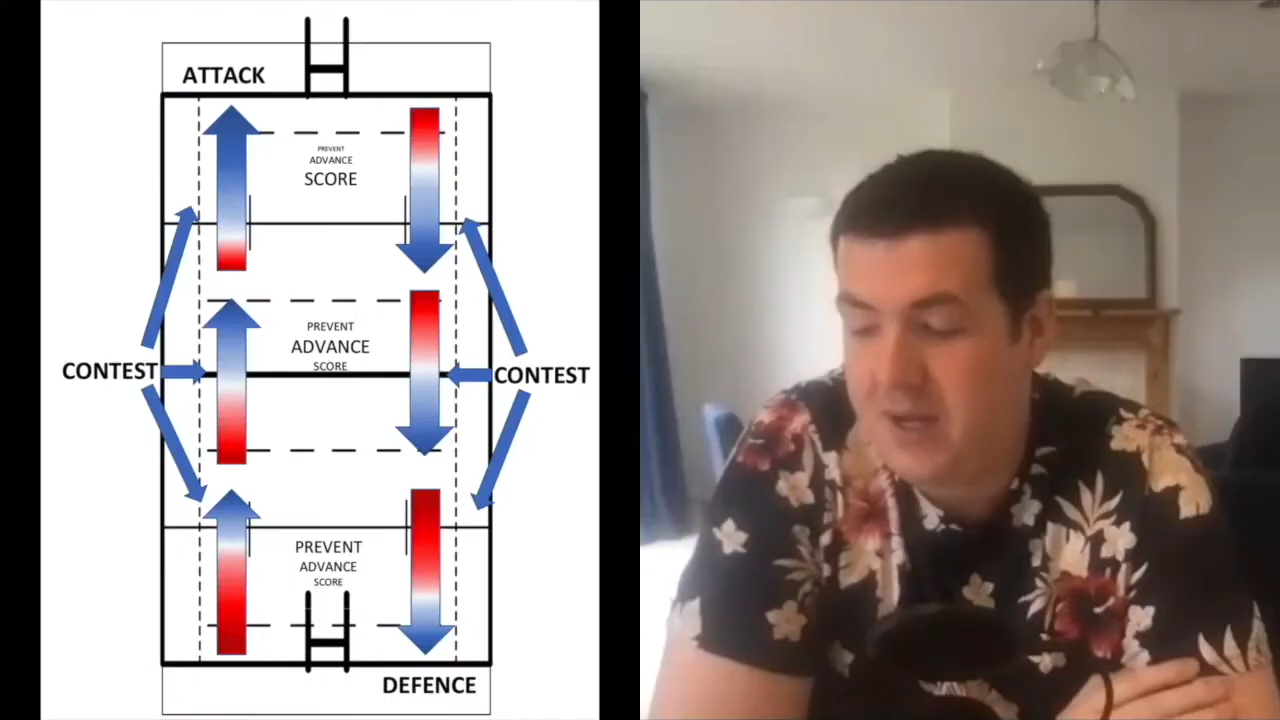 ATTACK
PREVENT
ADVANCE
SCORE
PREVENT
ADVANCE
SCORE
CONTEST
CONTEST
PREVENT
ADVANCE
SCORE
DEFENCE